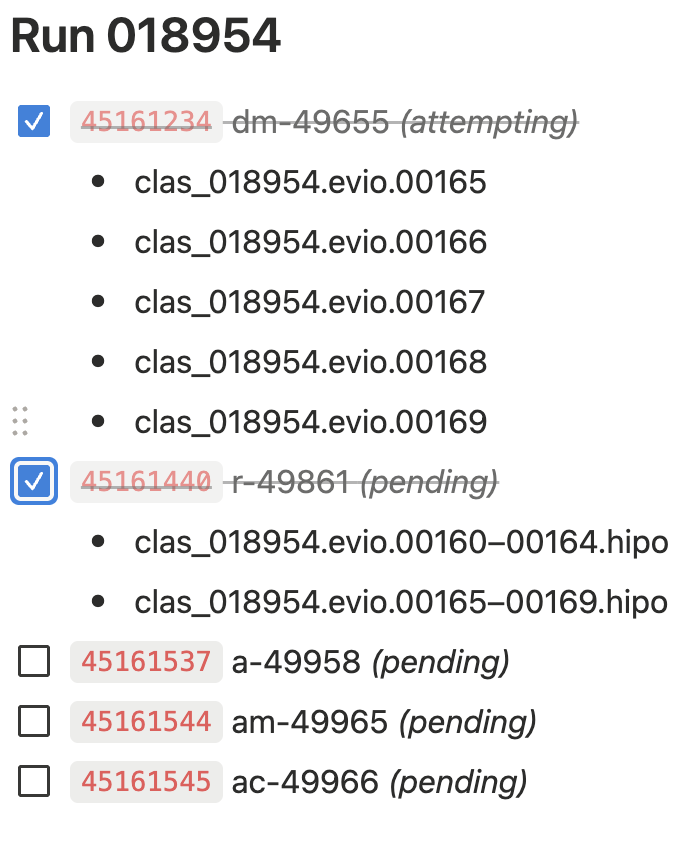 Run 018954
45161234 dm-49655 (attempting)
clas_018954.evio.00165
clas_018954.evio.00166
clas_018954.evio.00167
clas_018954.evio.00168
clas_018954.evio.00169
45161440 r-49861 (pending)
clas_018954.evio.00160–00164.hipo
clas_018954.evio.00165–00169.hipo
45161537 a-49958 (pending)
45161544 am-49965 (pending)
45161545 ac-49966 (pending)